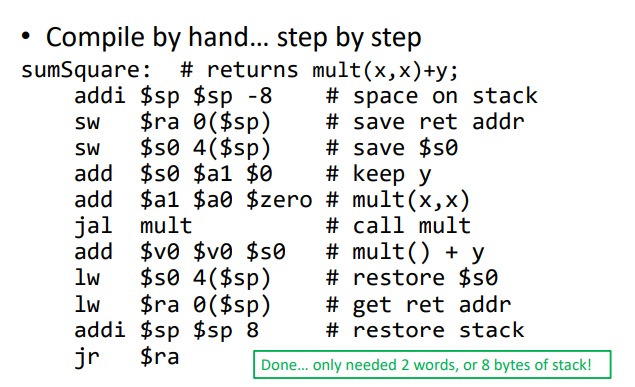 • Compile by hand… step by step
sumSquare:  # returns mult(x,x)+y;
    addi $sp $sp -8    # space on stack
    sw   $ra 0($sp)    # save ret addr
    sw   $s0 4($sp)    # save $s0
    add  $s0 $a1 $0    # keep y
    add  $a1 $a0 $zero # mult(x,x)
    jal  mult          # call mult
    add  $v0 $v0 $s0   # mult() + y
    lw   $s0 4($sp)    # restore $s0
    lw   $ra 0($sp)    # get ret addr
    addi $sp $sp 8     # restore stack
    jr   $ra
Done… only needed 2 words, or 8 bytes of stack!